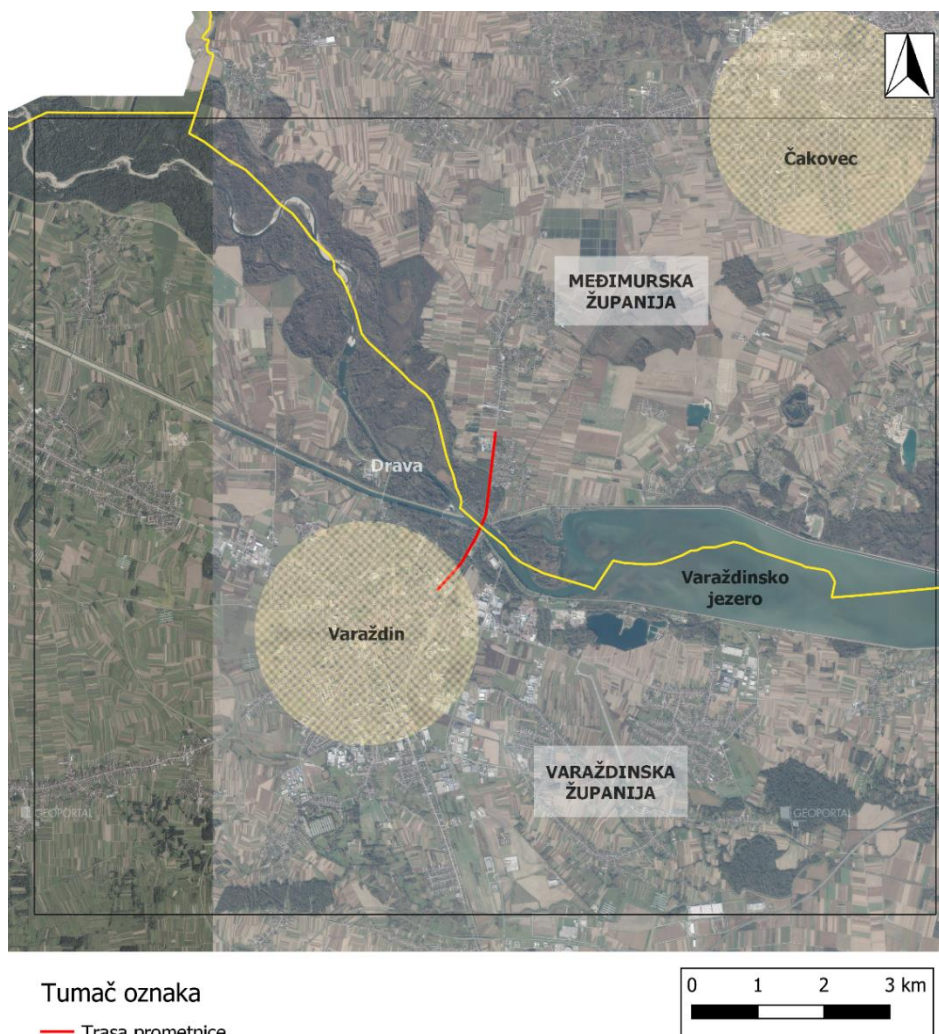 Čakovec
MEĐIMURSKA
ŽUPANIJA
Drava
Varaždinsko
jezero
Varaždin
VARAŽDINSKA
ŽUPANIJA
GEOPORTAL
GEOPORTAL
Tumač oznaka
Trasa prometnice
0 1 2 3 km